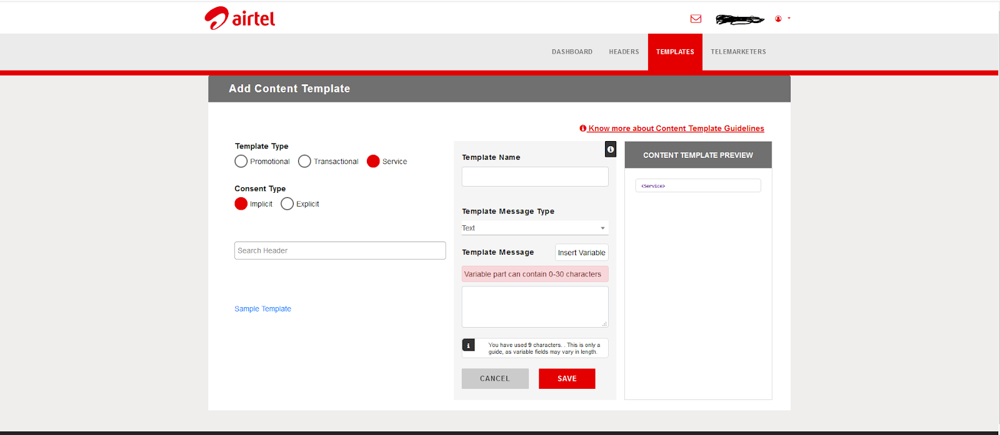 airtel
DASHBOARD HEADERS TEMPLATES TELEMARKETERS
Add Content Template
Know more about Content Template Guidelines
Template Type
Promotional Transactional Service
Consent Type
Implicit Explicit
Search Header
Sample Template
Template Name
Template Message Type
Text
Template Message Insert Variable
Variable part can contain 0-30 characters
You have used 9 characters. . This is only a
guide, as variable fields may vary in length.
CANCEL SAVE
CONTENT TEMPLATE PREVIEW
<Service>